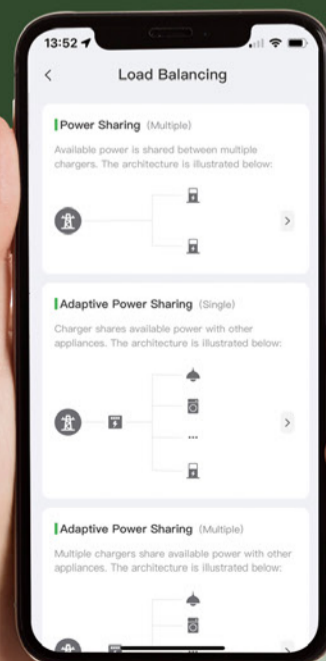 13:52
Load Balancing
Power Sharing (Multiple)
Available power is shared between multiple
chargers. The architecture is illustrated below:
Adaptive Power Sharing (Single)
Charger shares available power with other
appliances. The architecture is illustrated below:
...
Adaptive Power Sharing (Multiple)
Multiple chargers share available power with other
appliances. The architecture is illustrated below: